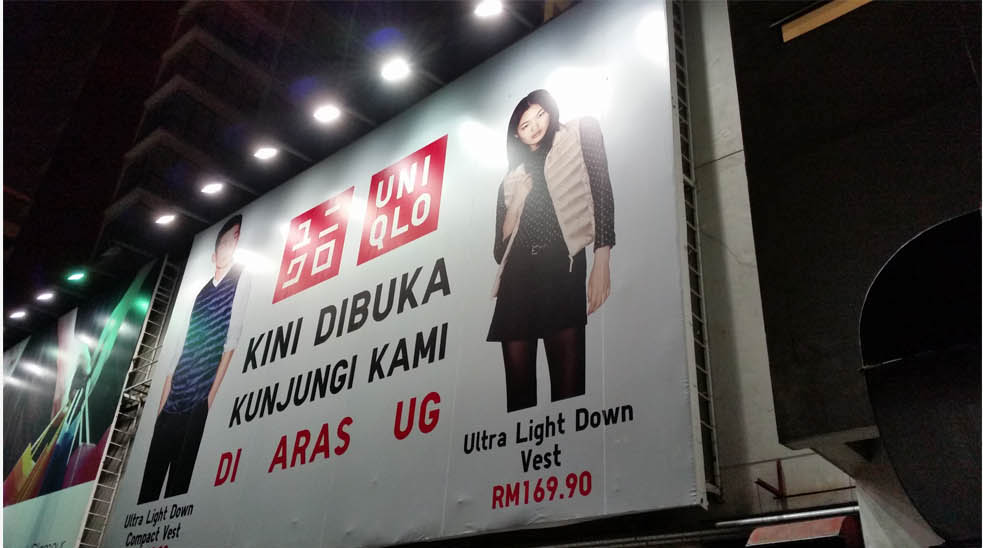 ユニ
クロ
UNI
QLO
KINI DIBUKA
KUNJUNGI KAMI
DI ARAS UG
Ultra Light Down
Vest
RM169.90
Ultra Light Down
Compact Vest